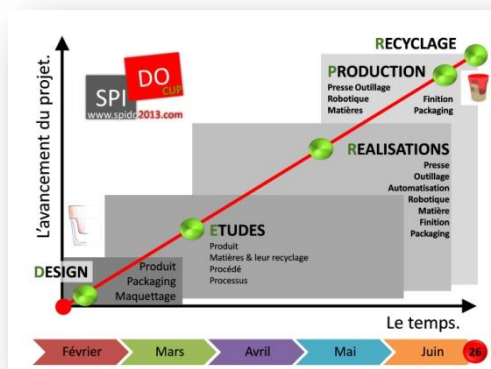 RECYCLAGE
PRODUCTION
Presse Outillage
Robotique
Matières
Finition
Packaging
L'avancement du projet.
SPI
DO
CUP
www.spido2013.com
REALISATIONS
Presse
Outillage
Automatisation
Robotique
Matière
Finition
Packaging
ETUDES
Produit
Matières & leur recyclage
Procédé
Processus
DESIGN
Produit
Packaging
Maquettage
Le temps.
Février
Mars
Avril
Mai
Juin
26